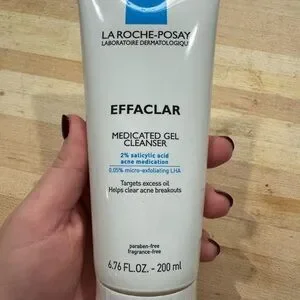 LA ROCHE-POSAY
LABORATOIRE DERMATOLOGIQUE
EFFACLAR
MEDICATED GEL
CLEANSER
2% salicylic acid
acne medication
0.05% micro-exfoliating LHA
Targets excess oil
Helps clear acne breakouts
paraben-free
fragrance-free
6.76 FL.OZ. - 200 ml